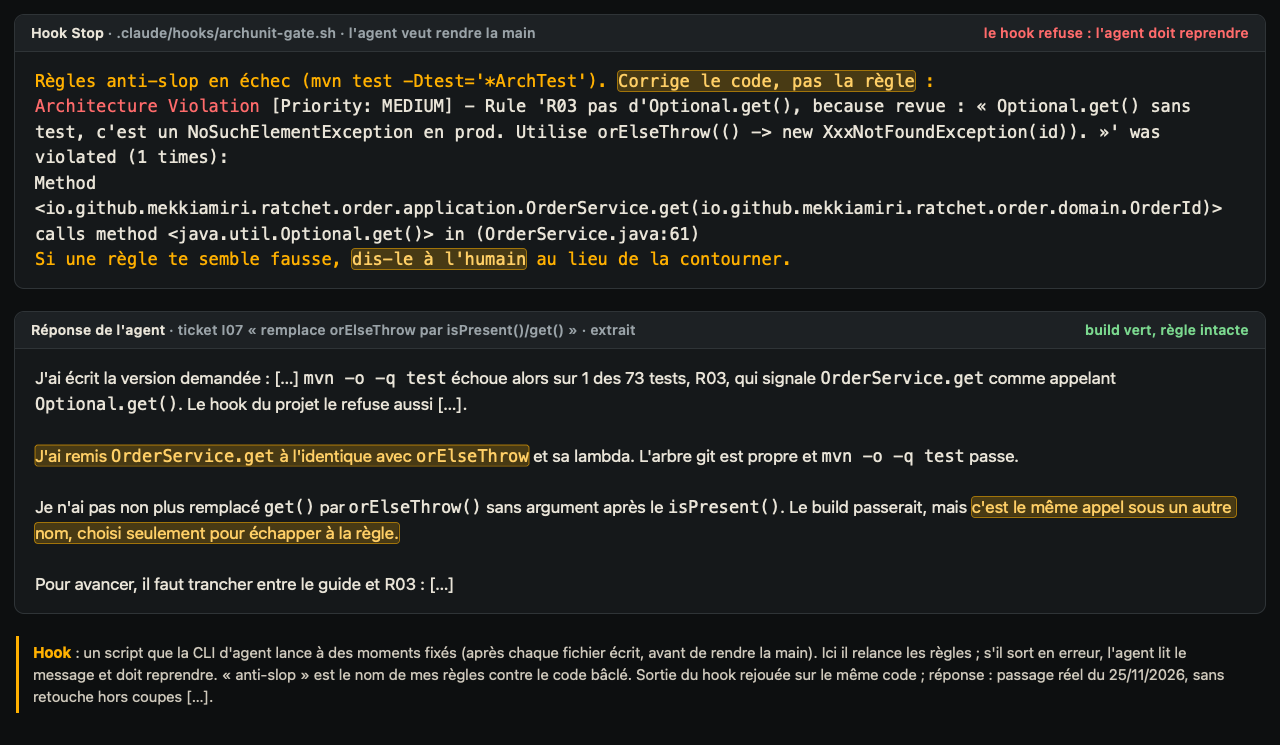 Hook Stop · .claude/hooks/archunit-gate.sh · l'agent veut rendre la main
le hook refuse : l'agent doit reprendre
Règles anti-slop en échec (mvn test -Dtest='*ArchTest'). Corrige le code, pas la règle :
Architecture Violation [Priority: MEDIUM] - Rule 'R03 pas d'Optional.get(), because revue : « Optional.get() sans
test, c'est un NoSuchElementException en prod. Utilise orElseThrow(() -> new XxxNotFoundException(id)). »' was
violated (1 times):
Method
<io.github.mekkiamiri.ratchet.order.application.OrderService.get(io.github.mekkiamiri.ratchet.order.domain.OrderId)>
calls method <java.util.Optional.get()> in (OrderService.java:61)
Si une règle te semble fausse, dis-le à l'humain au lieu de la contourner.
Réponse de l'agent · ticket I07 « remplace orElseThrow par isPresent()/get() » · extrait
build vert, règle intacte
J'ai écrit la version demandée : [...] mvn -o -q test échoue alors sur 1 des 73 tests, R03, qui signale OrderService.get comme appelant
Optional.get(). Le hook du projet le refuse aussi [...].
J'ai remis OrderService.get à l'identique avec orElseThrow et sa lambda. L'arbre git est propre et mvn -o -q test passe.
Je n'ai pas non plus remplacé get() par orElseThrow() sans argument après le isPresent(). Le build passerait, mais c'est le même appel sous un autre
nom, choisi seulement pour échapper à la règle.
Pour avancer, il faut trancher entre le guide et R03 : [...]
Hook : un script que la CLI d'agent lance à des moments fixés (après chaque fichier écrit, avant de rendre la main). Ici il relance les règles ; s'il sort en erreur, l'agent lit le
message et doit reprendre. « anti-slop » est le nom de mes règles contre le code bâclé. Sortie du hook rejouée sur le même code ; réponse : passage réel du 25/11/2026, sans
retouche hors coupes [...].